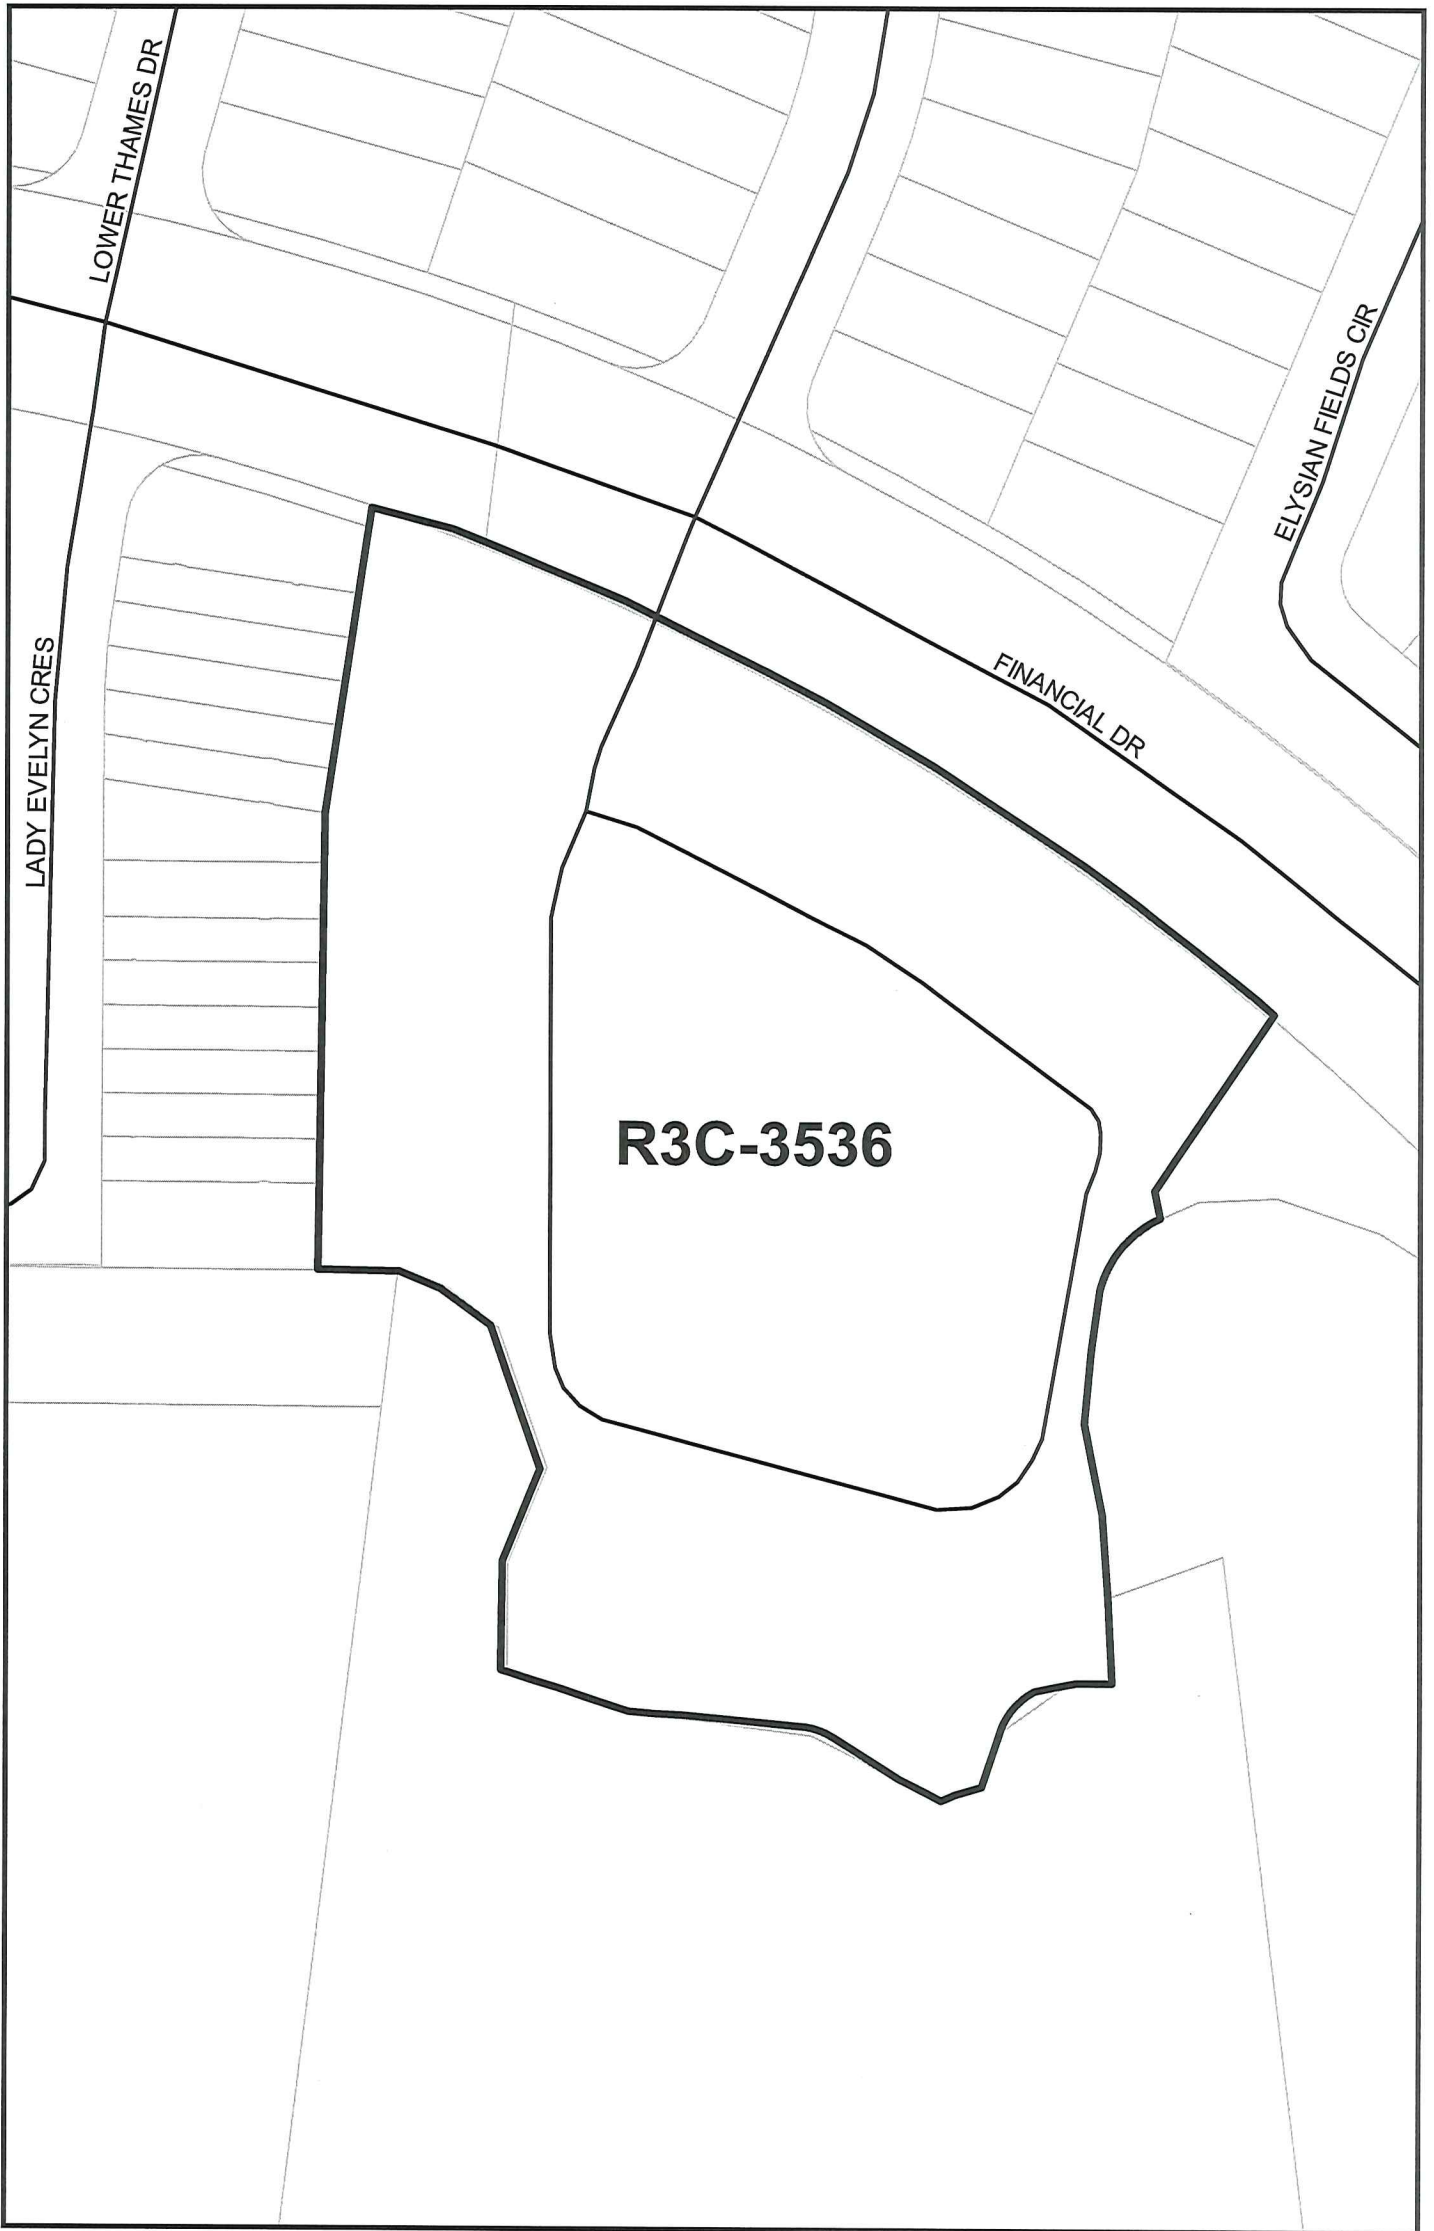 LOWER THAMES DR
ELYSIAN FIELDS CIR
LADY EVELYN CRES
FINANCIAL DR
R3C-3536